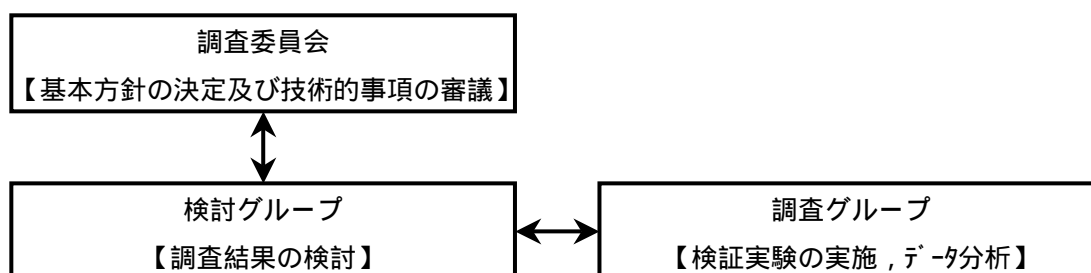 調査委員会
【基本方針の決定及び技術的事項の審議】
検討グループ
【調査結果の検討】
調査グループ
【検証実験の実施，ﾃﾞｰﾀ分析】